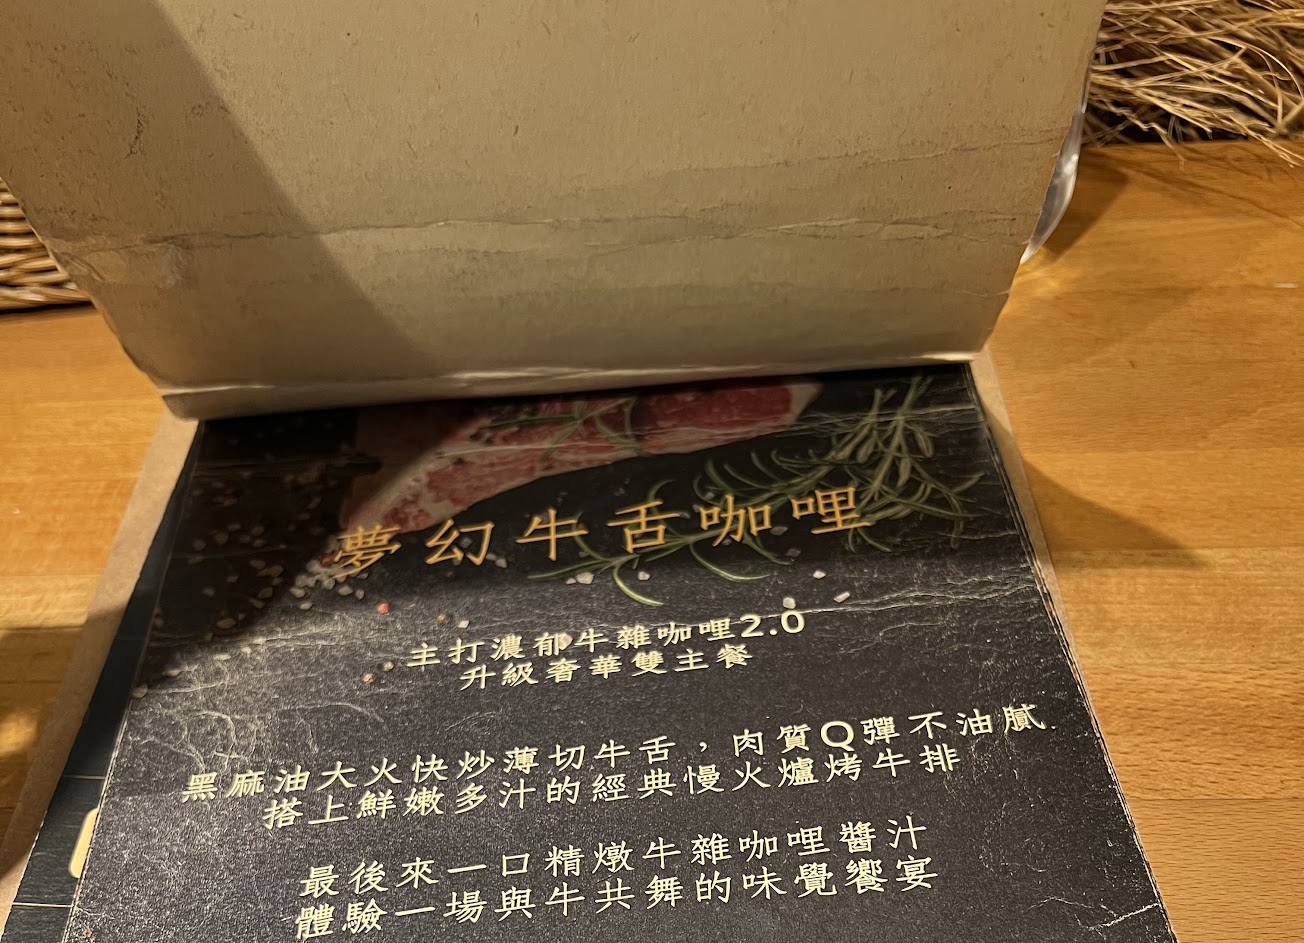 夢幻牛舌咖哩
主打濃郁牛雜咖哩2.0
升級奢華雙主餐
黑麻油大火快炒薄切牛舌，肉質Q彈不油膩.
搭上鮮嫩多汁的經典慢火爐烤牛排
最後來一口精燉牛雜咖哩醬汁
體驗一場與牛共舞的味覺饗宴